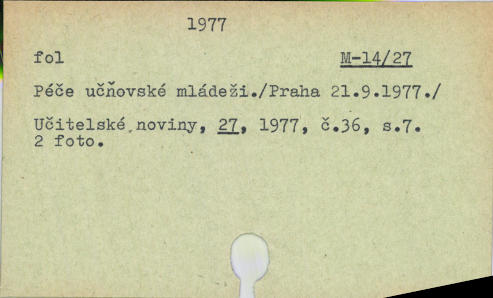 1977
fol M-14/27
Péče učňovské mládeži./Praha 21.9.1977./
Učitelské noviny, 27, 1977, č.36, s.7.
2 foto.